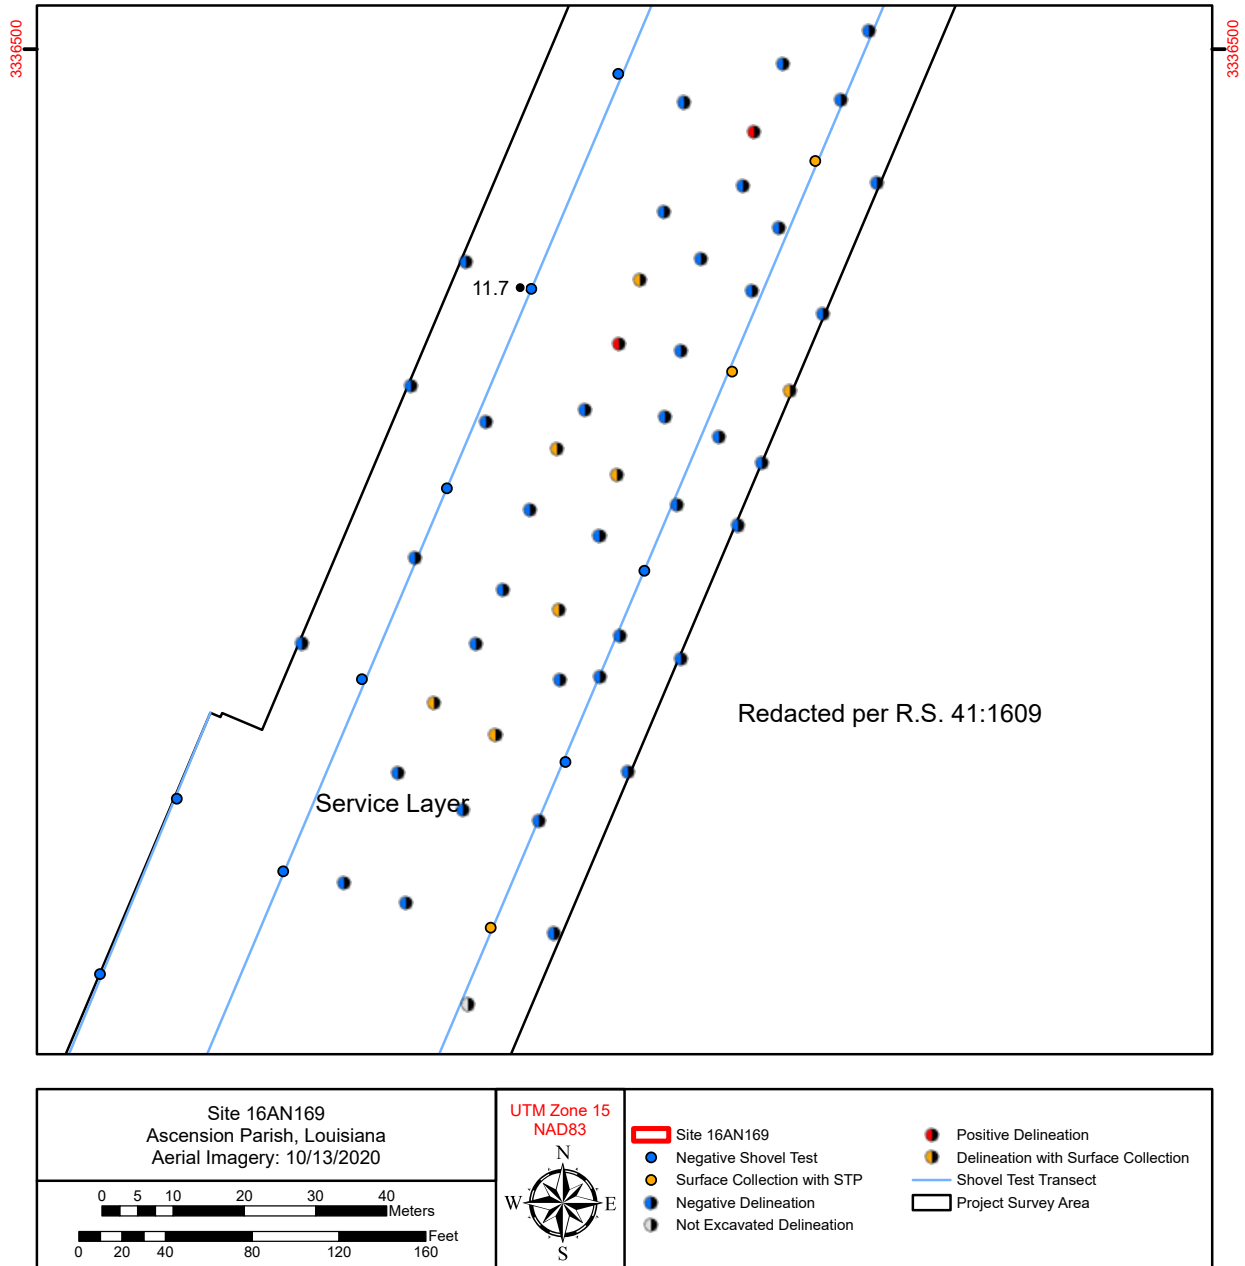 3336500
3336500
11.7
Redacted per R.S. 41:1609
Service Layer
Site 16AN169
Ascension Parish, Louisiana
Aerial Imagery: 10/13/2020
0 5 10 20 30 40
Meters
Feet
0 20 40 80 120 160
UTM Zone 15
NAD83
N
W E
S
Site 16AN169
Negative Shovel Test
Surface Collection with STP
Negative Delineation
Not Excavated Delineation
Positive Delineation
Delineation with Surface Collection
Shovel Test Transect
Project Survey Area